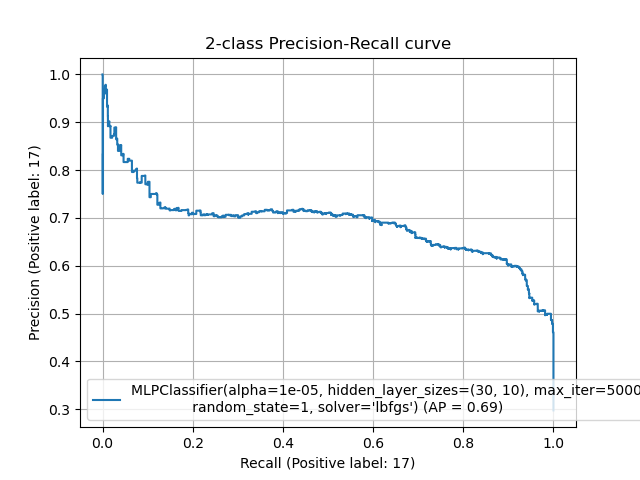 2-class Precision-Recall curve
1.0
0.9
0.8
0.7
0.6
0.5
0.4
0.3
Precision (Positive label: 17)
MLPClassifier(alpha=1e-05, hidden_layer_sizes=(30, 10), max_iter=5000
random_state=1, solver='lbfgs') (AP = 0.69)
0.0 0.2 0.4 0.6 0.8 1.0
Recall (Positive label: 17)